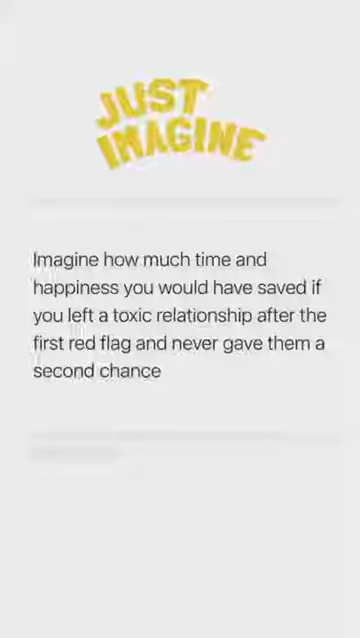 JUST
IMAGINE
Imagine how much time and
happiness you would have saved if
you left a toxic relationship after the
first red flag and never gave them a
second chance